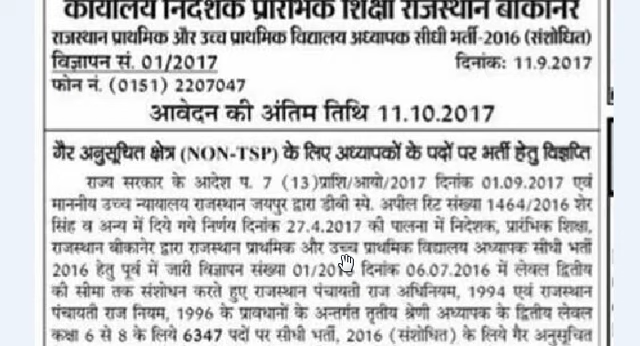 कार्यालय निदेशक प्रारंभिक शिक्षा राजस्थान बीकानेर
राजस्थान प्राथमिक और उच्च प्राथमिक विद्यालय अध्यापक सीधी भर्ती-2016 (संशोधित)
विज्ञापन सं. 01/2017 दिनांक: 11.9.2017
फोन नं. (0151) 2207047
आवेदन की अंतिम तिथि 11.10.2017
गैर अनुसूचित क्षेत्र (NON-TSP) के लिए अध्यापकों के पदों पर भर्ती हेतु विज्ञप्ति
राज्य सरकार के आदेश प. 7 (13)प्राशि/आयो/2017 दिनांक 01.09.2017 एवं
माननीय उच्च न्यायालय राजस्थान जयपुर द्वारा डीबी स्पे. अपील रिट संख्या 1464/2016 शेर
सिंह व अन्य में दिये गये निर्णय दिनांक 27.4.2017 की पालना में निदेशक, प्रारंभिक शिक्षा,
राजस्थान बीकानेर द्वारा राजस्थान प्राथमिक और उच्च प्राथमिक विद्यालय अध्यापक सीधी भर्ती
2016 हेतु पूर्व में जारी विज्ञापन संख्या दिनांक 06.07.2016 में लेवल द्वितीय
की सीमा तक संशोधन करते हुए राजस्थान पंचायती राज अधिनियम, 1994 एवं राजस्थान
पंचायती राज नियम, 1996 के प्रावधानों के अन्तर्गत तृतीय श्रेणी अध्यापक के द्वितीय लेवल
कक्षा 6 से 8 के लिये 6347 पदों पर सीधी भर्ती, 2016 (संशोधित) के लिये गैर अनुसूचित